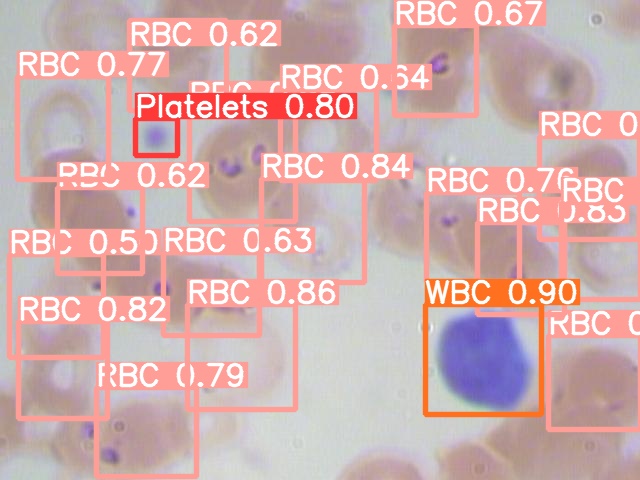 RBC 0.67
RBC 0.62
RBC 0.77
RBC 0.64
Platelets 0.80
RBC 0
RBC 0.84
RBC 0.62
RBC 0.76
RBC
RBC 0.83
RBC 0.50
RBC 0.63
RBC 0.86
WBC 0.90
RBC 0.82
RBC 0
RBC 0.79